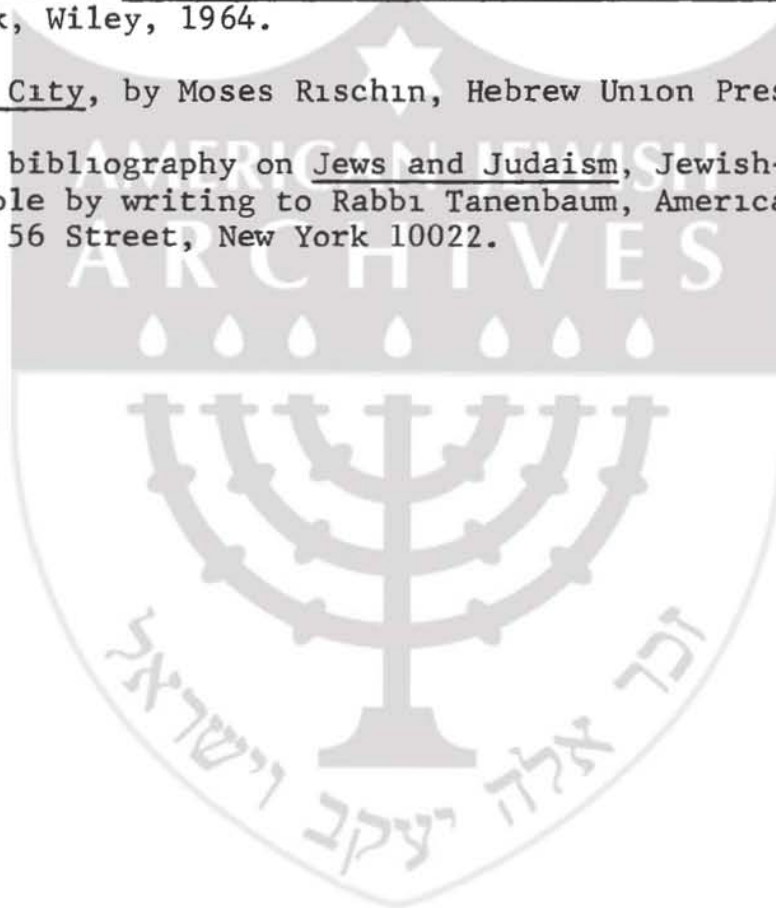 k, Wiley, 1964.
City, by Moses Rischin, Hebrew Union Pres
bibliography on Jews and Judaism, Jewish-
AMERICAN JEWISH
by writing to Rabbi Tanenbaum, America
56 Street, New York 10022.
ARCHIVES
זכר אלה יעקב וישראל